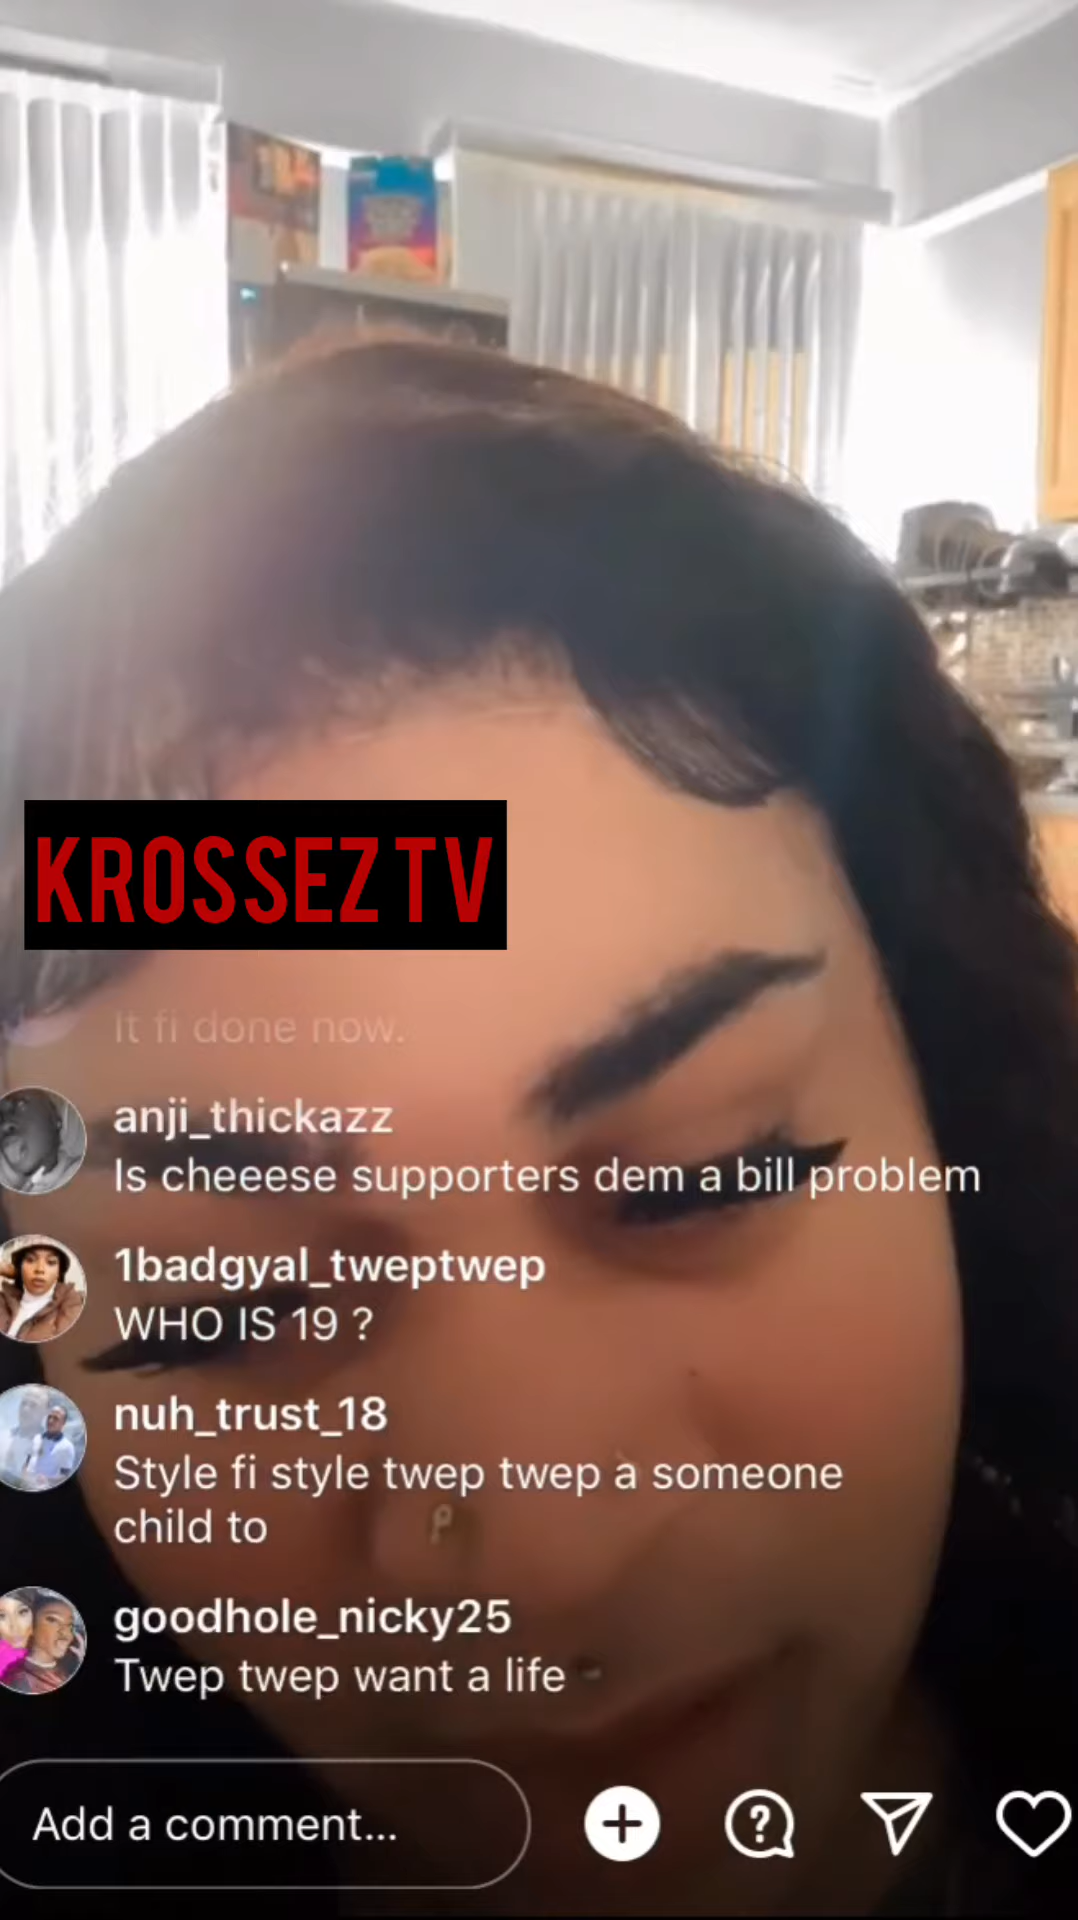 KROSSEZ TV
It fi done now.
anji_thickazz
Is cheeese supporters dem a bill problem
1badgyal_tweptwep
WHO IS 19 ?
nuh_trust_18
Style fi style twep twep a someone
child to
goodhole_nicky25
Twep twep want a life
Add a comment...